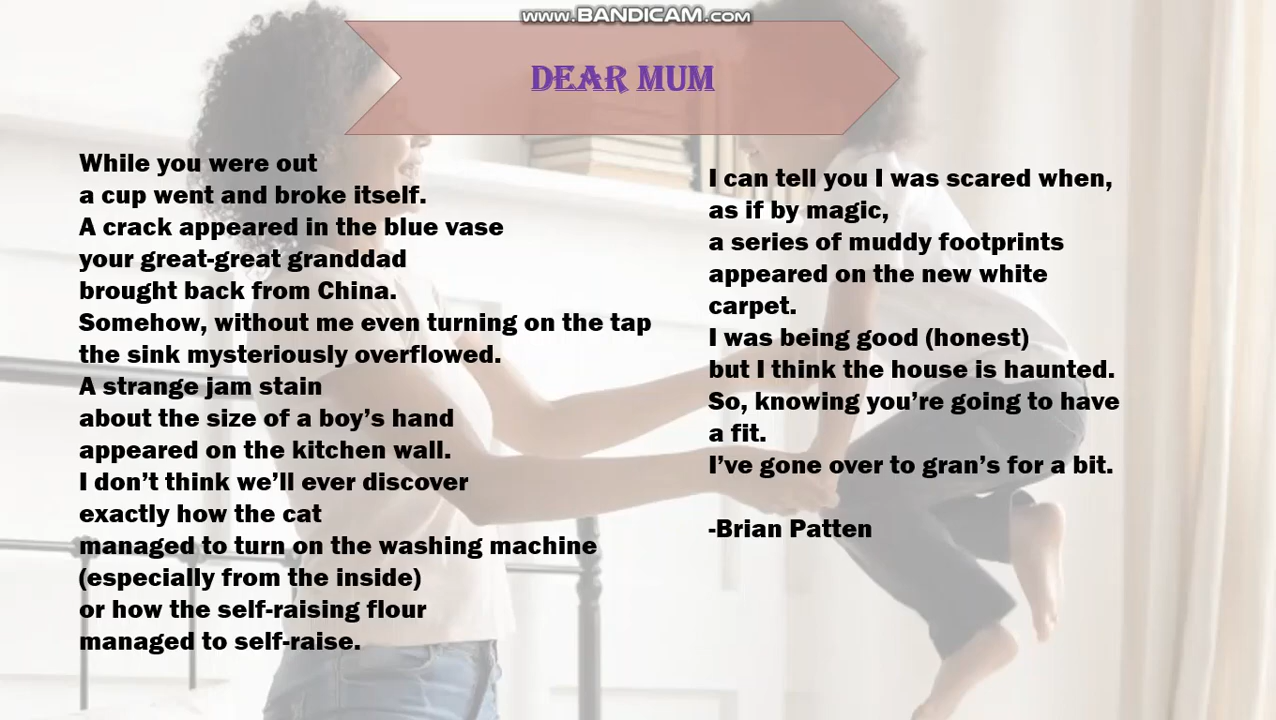 www.BANDICAM.com
DEAR MUM
While you were out
a cup went and broke itself.
A crack appeared in the blue vase
your great-great granddad
brought back from China.
Somehow, without me even turning on the tap
the sink mysteriously overflowed.
A strange jam stain
about the size of a boy’s hand
appeared on the kitchen wall.
I don’t think we’ll ever discover
exactly how the cat
managed to turn on the washing machine
(especially from the inside)
or how the self-raising flour
managed to self-raise.
I can tell you I was scared when,
as if by magic,
a series of muddy footprints
appeared on the new white
carpet.
I was being good (honest)
but I think the house is haunted.
So, knowing you’re going to have
a fit.
I’ve gone over to gran’s for a bit.
-Brian Patten